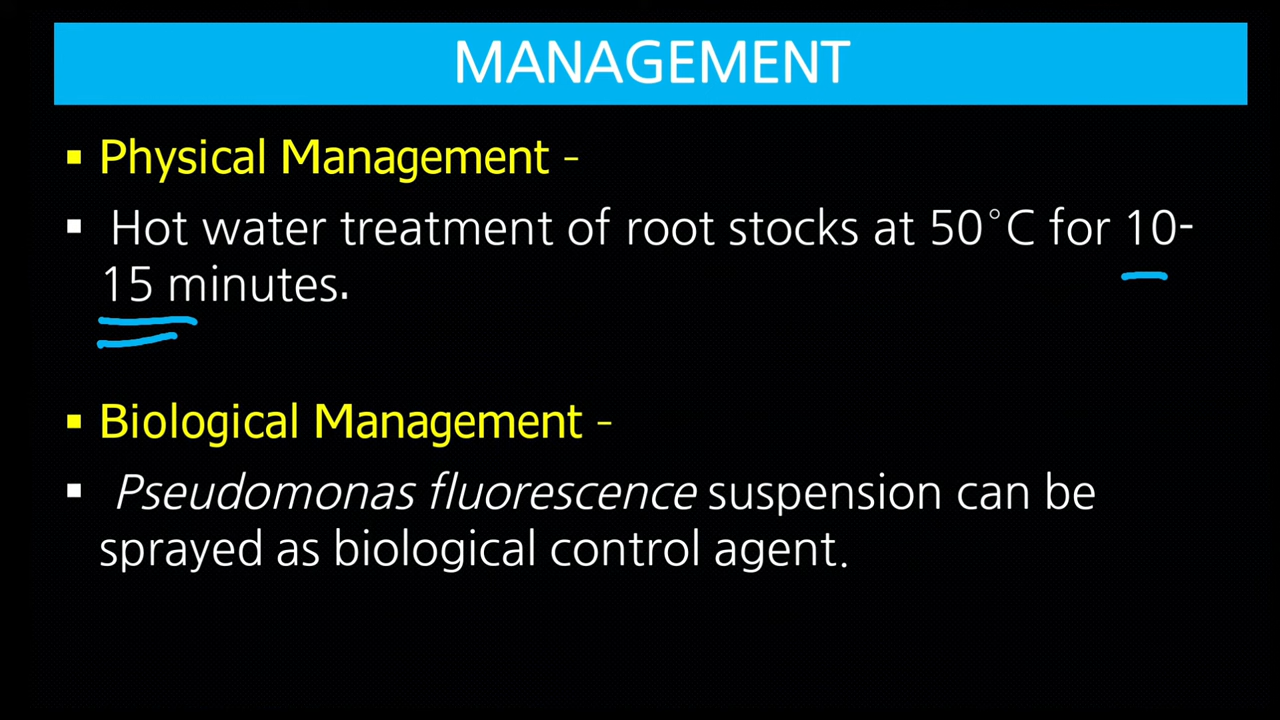 MANAGEMENT
▪ Physical Management -
▪ Hot water treatment of root stocks at 50°C for 10-
15 minutes.
▪ Biological Management -
▪ Pseudomonas fluorescence suspension can be
sprayed as biological control agent.